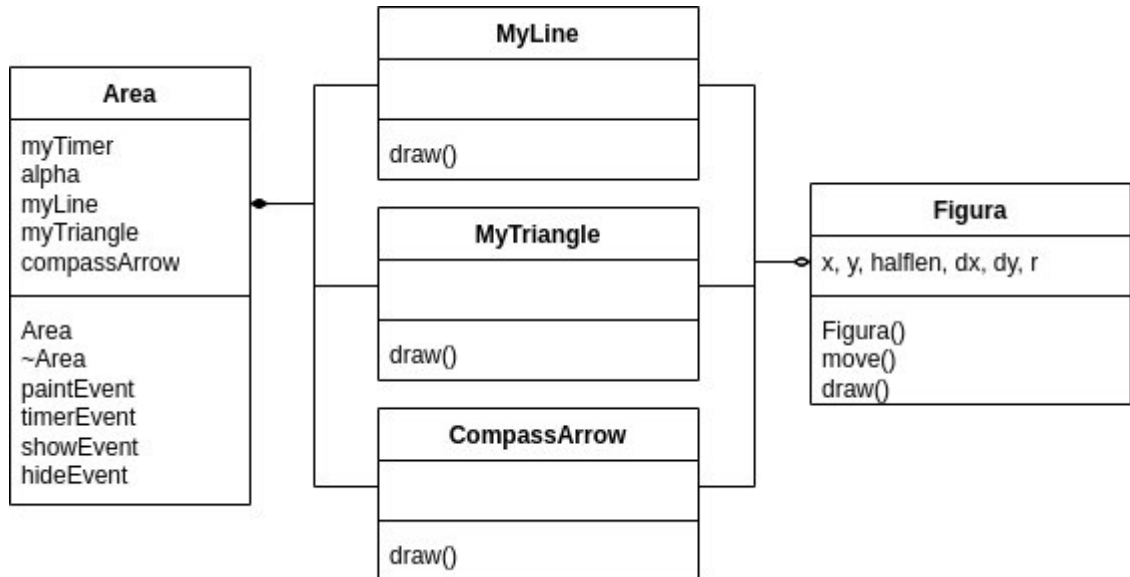 Area
myTimer
alpha
myLine
myTriangle
compassArrow
Area
~Area
paintEvent
timerEvent
showEvent
hideEvent
MyLine
draw()
MyTriangle
draw()
CompassArrow
draw()
Figura
x, y, halflen, dx, dy, r
Figura()
move()
draw()